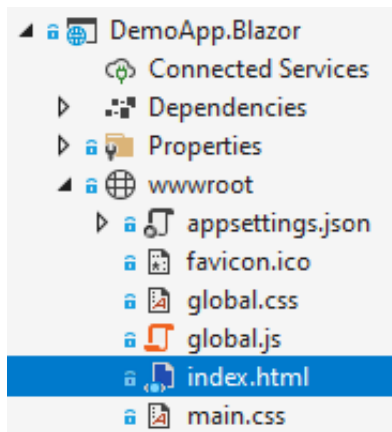 DemoApp.Blazor
Connected Services
Dependencies
Properties
wwwroot
appsettings.json
favicon.ico
global.css
global.js
index.html
main.css